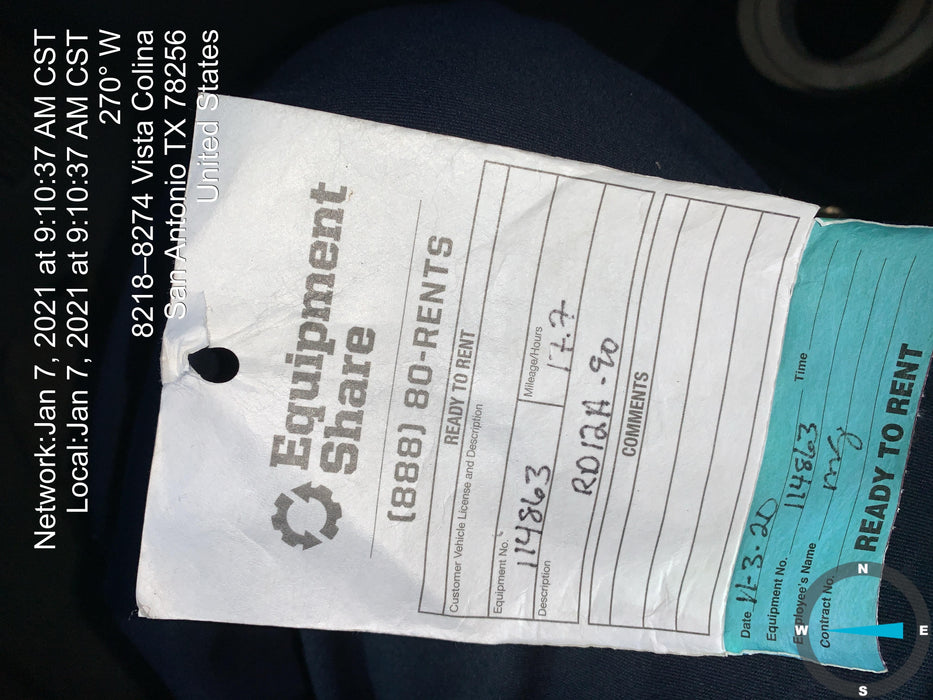 Network:Jan 7, 2021 at 9:10:37 AM CST
Local:Jan 7, 2021 at 9:10:37 AM CST
270° W
8218–8274 Vista Colina
San Antonio TX 78256
United States
Equipment
Share
(888) 80-RENTS
READY TO RENT
Customer Vehicle License and Description
Equipment No. Mileage/Hours
114863 17.7
Description
RD12A-90
COMMENTS
Date 11-3-20 Time
Equipment No. 114863
Employee's Name
Contract No.
READY TO RENT
N
W E
S